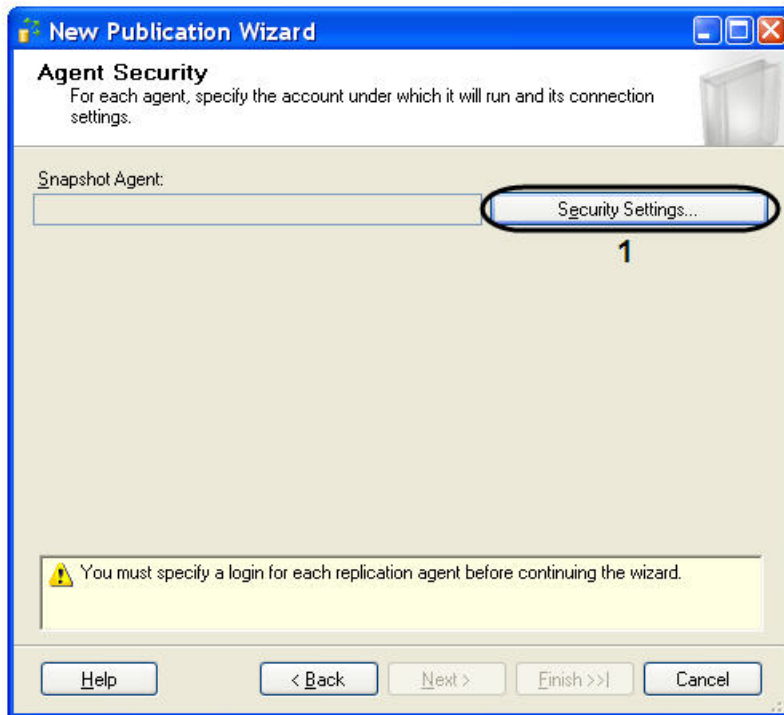 New Publication Wizard
Agent Security
For each agent, specify the account under which it will run and its connection
settings.
Snapshot Agent:
Security Settings...
1
You must specify a login for each replication agent before continuing the wizard.
Help
< Back
Next >
Finish >>|
Cancel